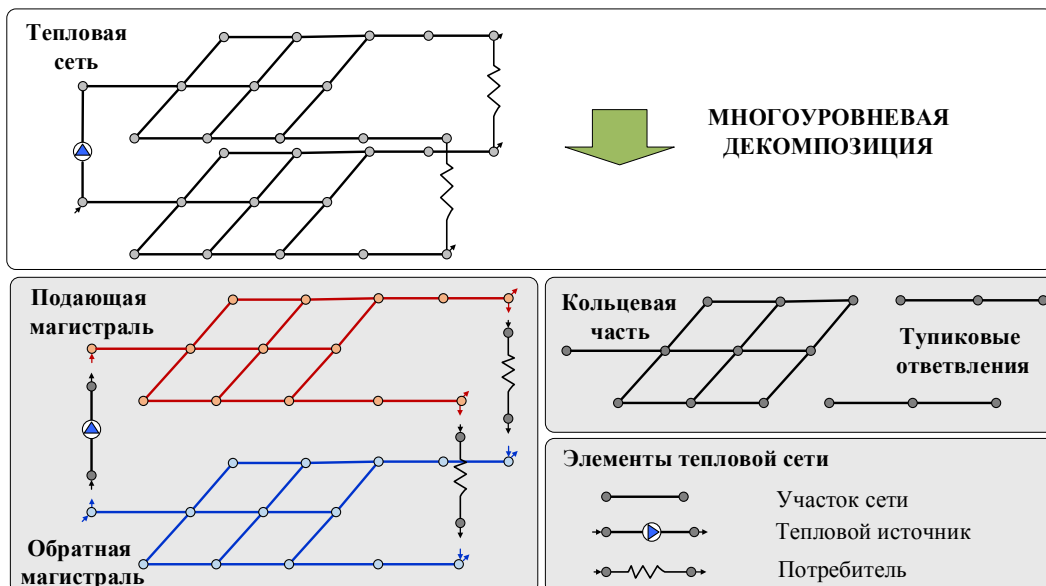 Тепловая
сеть
МНОГОУРОВНЕВАЯ
ДЕКОМПОЗИЦИЯ
Подающая
магистраль
Обратная
магистраль
Кольцевая
часть
Тупиковые
ответвления
Элементы тепловой сети
Участок сети
Тепловой источник
Потребитель